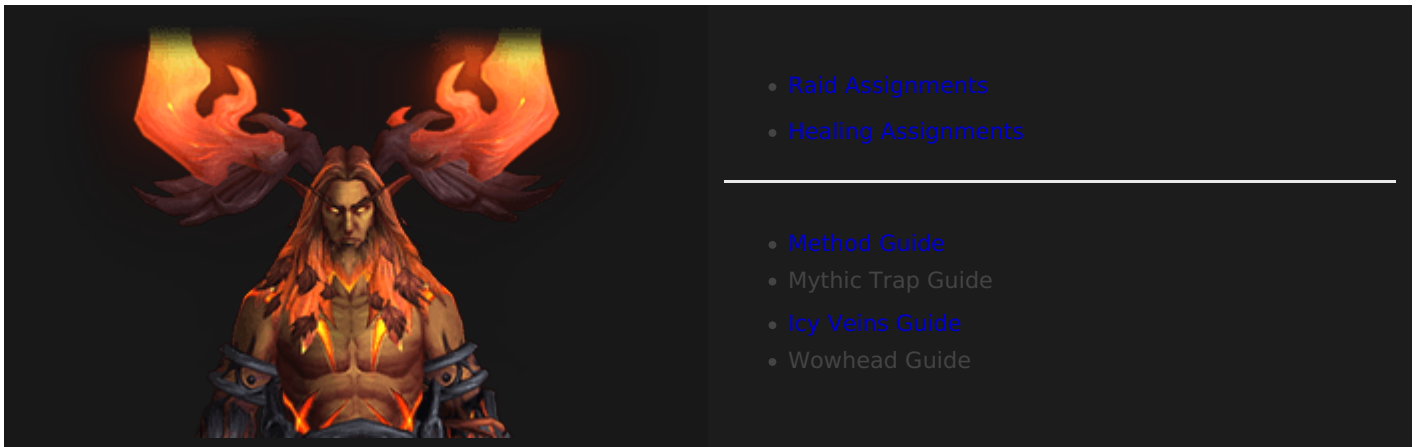 Raid Assignments
Healing Assignments
Method Guide
Mythic Trap Guide
Icy Veins Guide
Wowhead Guide